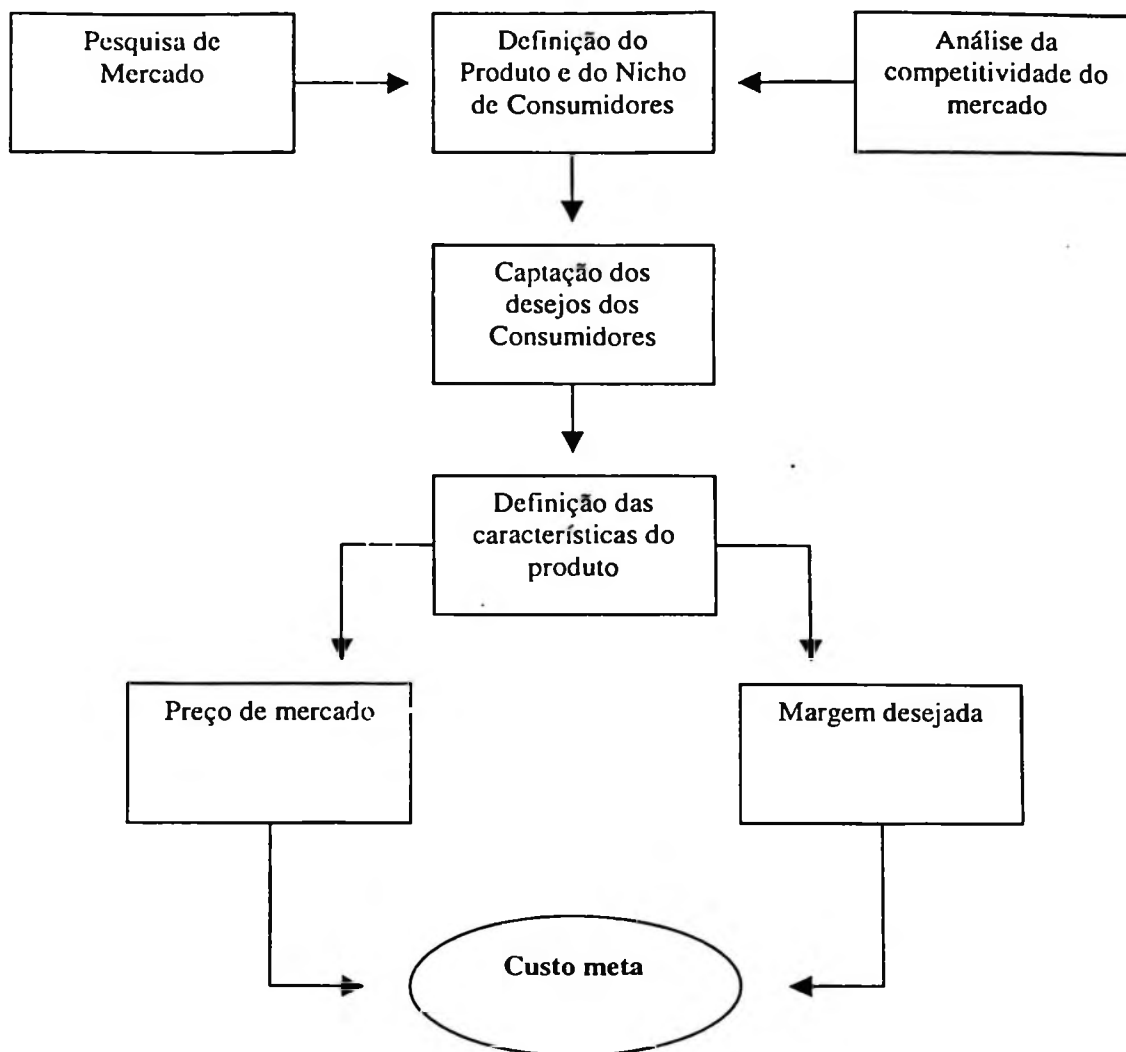 Pesquisa de
Mercado
Definição do
Produto e do Nicho
de Consumidores
Análise da
competitividade do
mercado
Captação dos
desejos dos
Consumidores
Definição das
características do
produto
Preço de mercado
Margem desejada
Custo meta